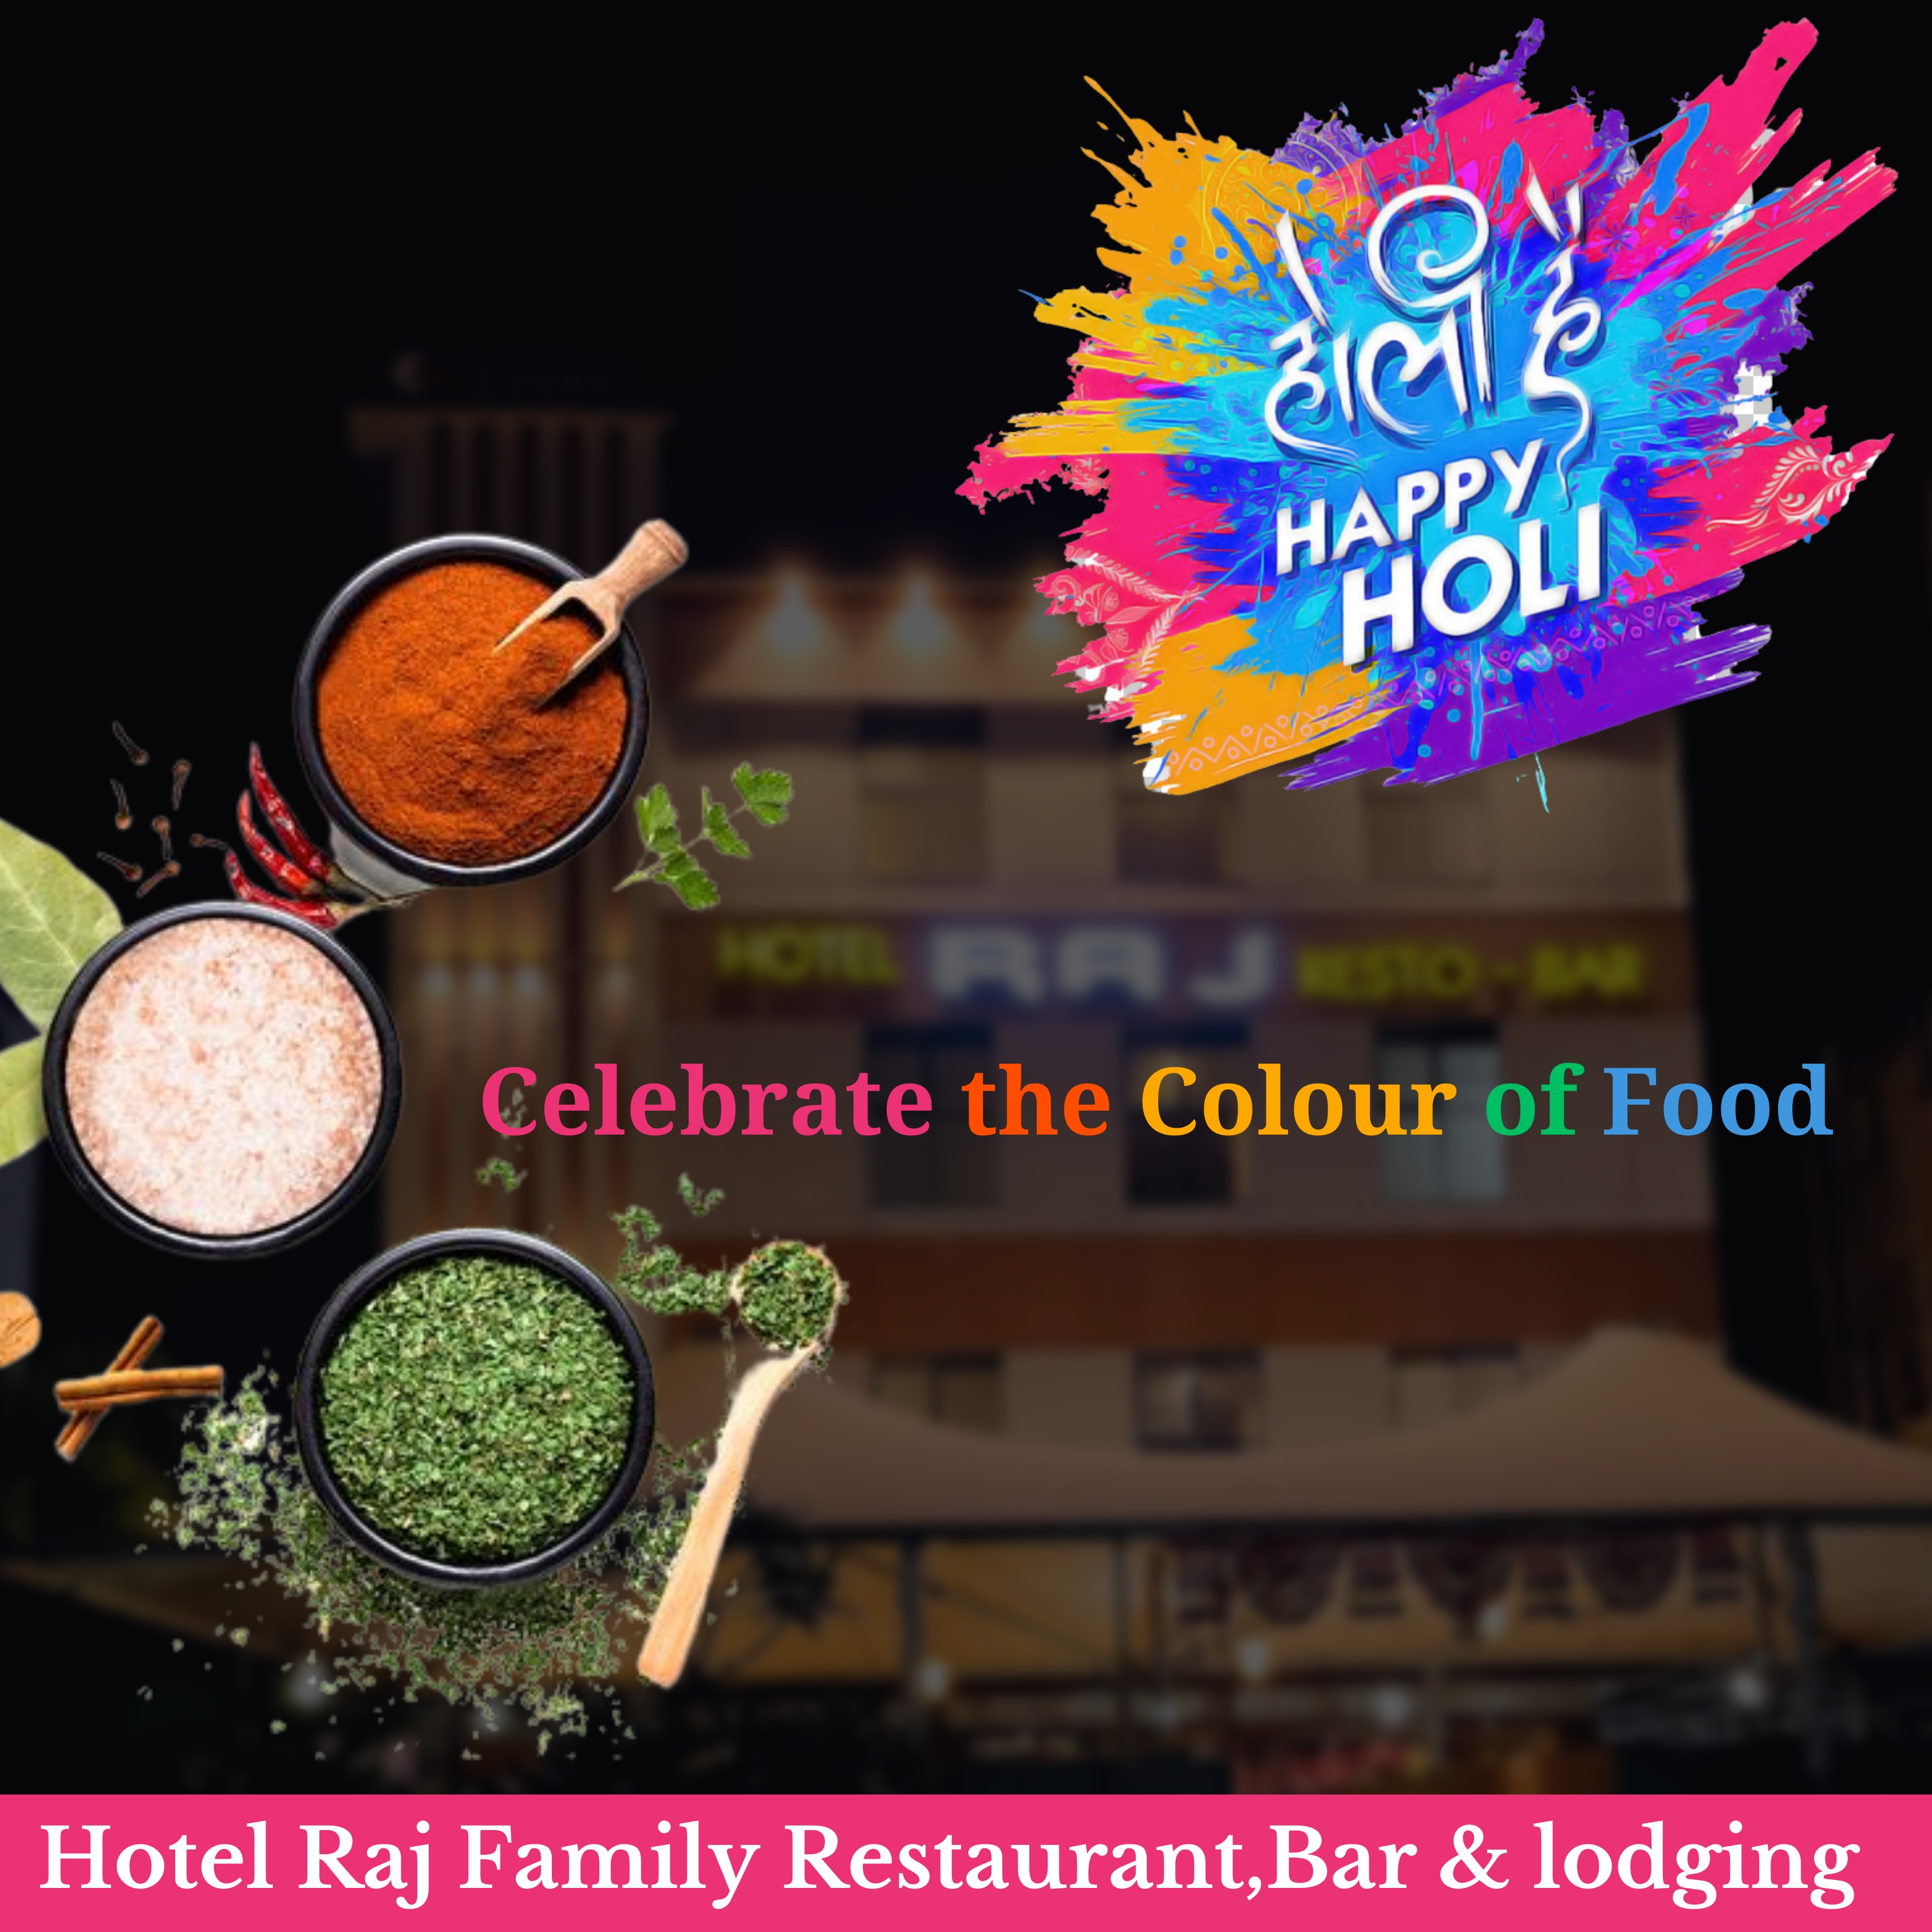 होली है
HAPPY
HOLI
HOTEL RAJ RESTO - BAR
Celebrate the Colour of Food
Hotel Raj Family Restaurant,Bar & lodging